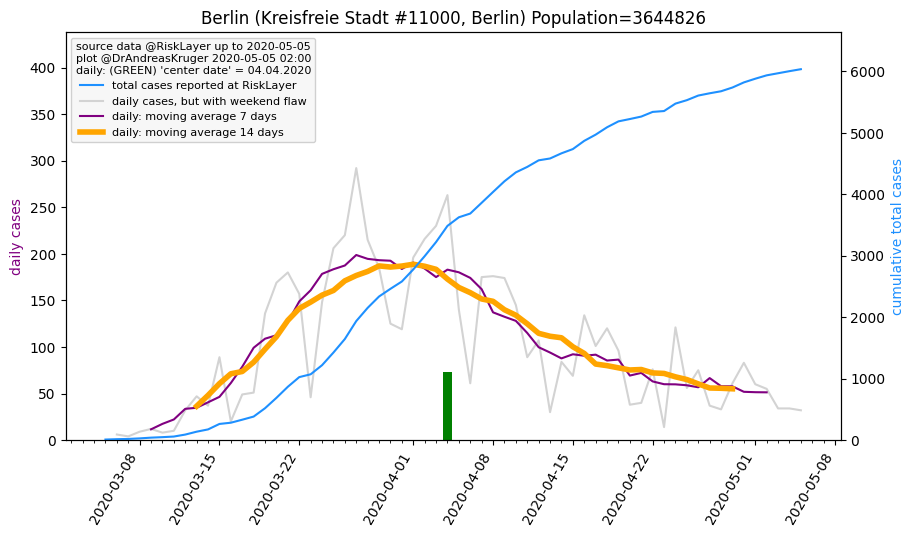 Berlin (Kreisfreie Stadt #11000, Berlin) Population=3644826
source data @RiskLayer up to 2020-05-05
plot @DrAndreasKruger 2020-05-05 02:00
daily: (GREEN) 'center date' = 04.04.2020
total cases reported at RiskLayer
daily cases, but with weekend flaw
daily: moving average 7 days
daily: moving average 14 days
daily cases
400
350
300
250
200
150
100
50
0
cumulative total cases
6000
5000
4000
3000
2000
1000
0
2020-03-08
2020-03-15
2020-03-22
2020-04-01
2020-04-08
2020-04-15
2020-04-22
2020-05-01
2020-05-08